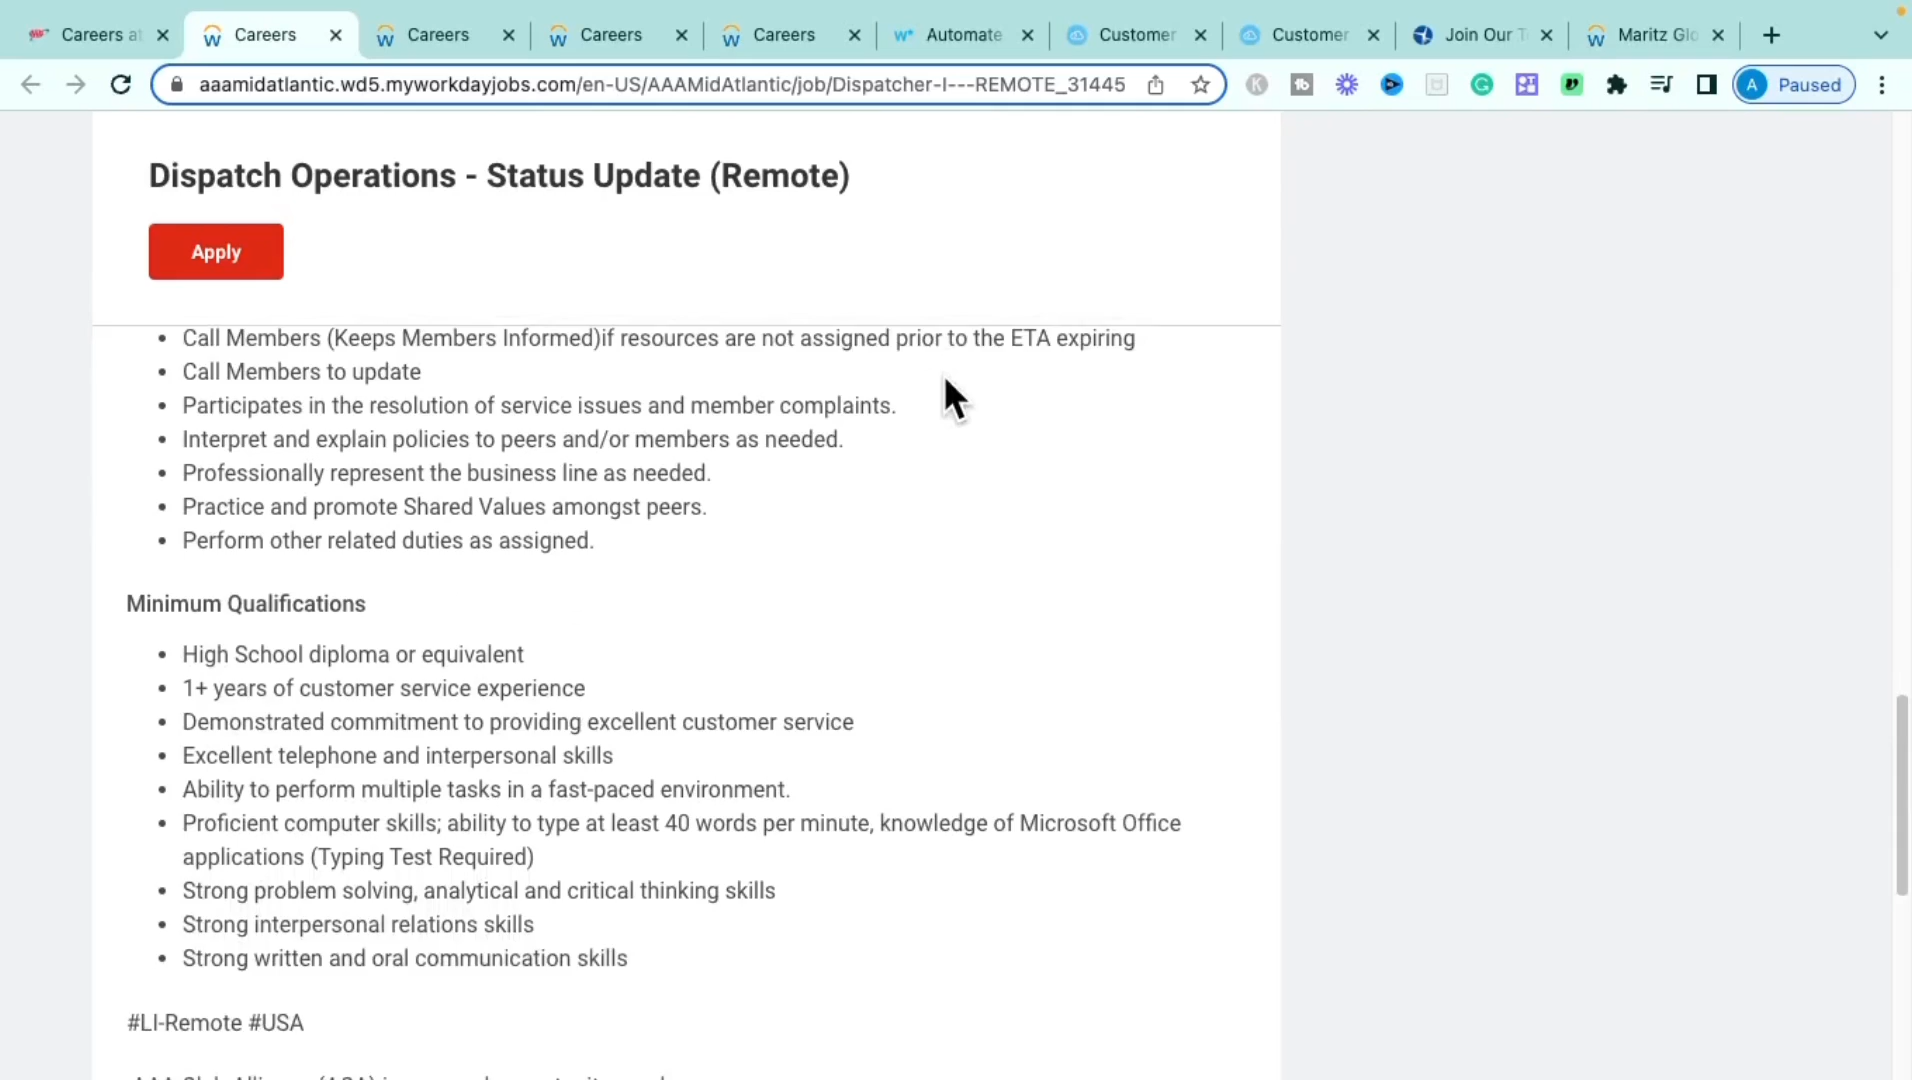 Careers at
Careers
Careers
Careers
Careers
Automate
Customer
Customer
Join Our T
Maritz Glo
aaamidatlantic.wd5.myworkdayjobs.com/en-US/AAAMidAtlantic/job/Dispatcher-I---REMOTE_31445
A Paused
Dispatch Operations - Status Update (Remote)
Apply
• Call Members (Keeps Members Informed)if resources are not assigned prior to the ETA expiring
• Call Members to update
• Participates in the resolution of service issues and member complaints.
• Interpret and explain policies to peers and/or members as needed.
• Professionally represent the business line as needed.
• Practice and promote Shared Values amongst peers.
• Perform other related duties as assigned.
Minimum Qualifications
• High School diploma or equivalent
• 1+ years of customer service experience
• Demonstrated commitment to providing excellent customer service
• Excellent telephone and interpersonal skills
• Ability to perform multiple tasks in a fast-paced environment.
• Proficient computer skills; ability to type at least 40 words per minute, knowledge of Microsoft Office
applications (Typing Test Required)
• Strong problem solving, analytical and critical thinking skills
• Strong interpersonal relations skills
• Strong written and oral communication skills
#LI-Remote #USA